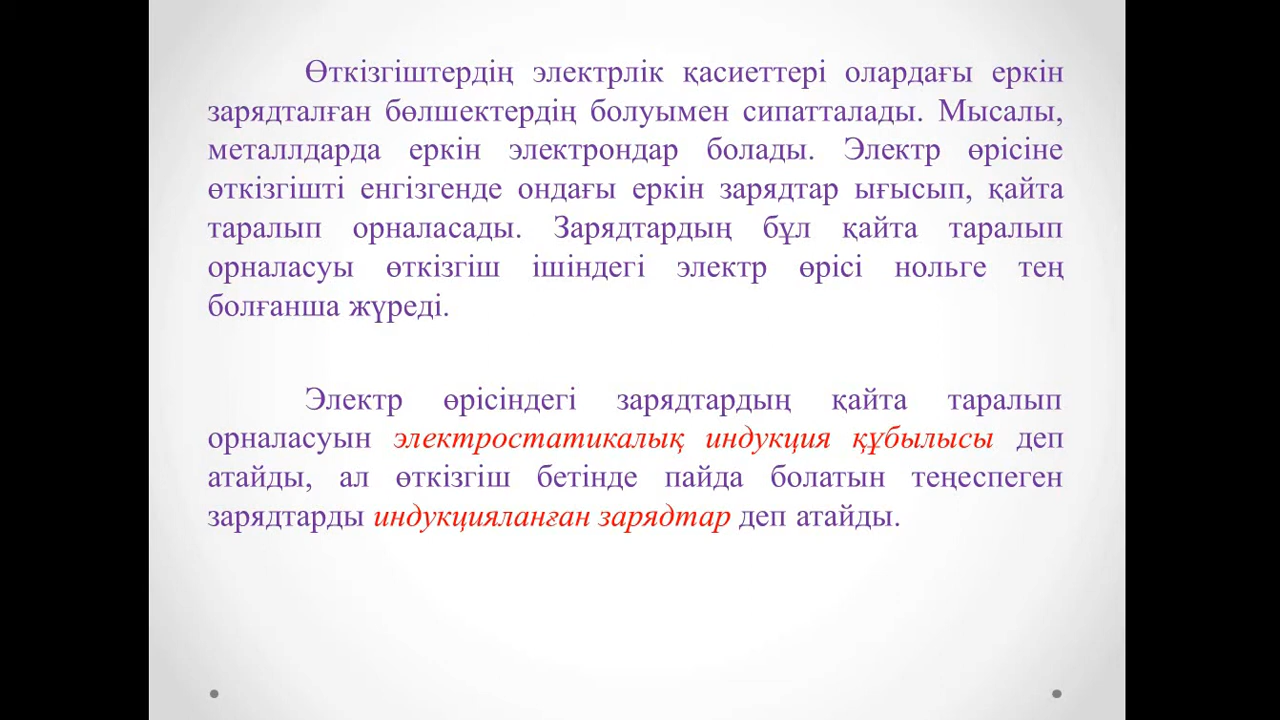 Өткізгіштердің электрлік қасиеттері олардағы еркін
зарядталған бөлшектердің болуымен сипатталады. Мысалы,
металлдарда еркін электрондар болады. Электр өрісіне
өткізгішті енгізгенде ондағы еркін зарядтар ығысып, қайта
таралып орналасады. Зарядтардың бұл қайта таралып
орналасуы өткізгіш ішіндегі электр өрісі нольге тең
болғанша жүреді.
Электр өрісіндегі зарядтардың қайта таралып
орналасуын электростатикалық индукция құбылысы деп
атайды, ал өткізгіш бетінде пайда болатын теңеспеген
зарядтарды индукцияланған зарядтар деп атайды.